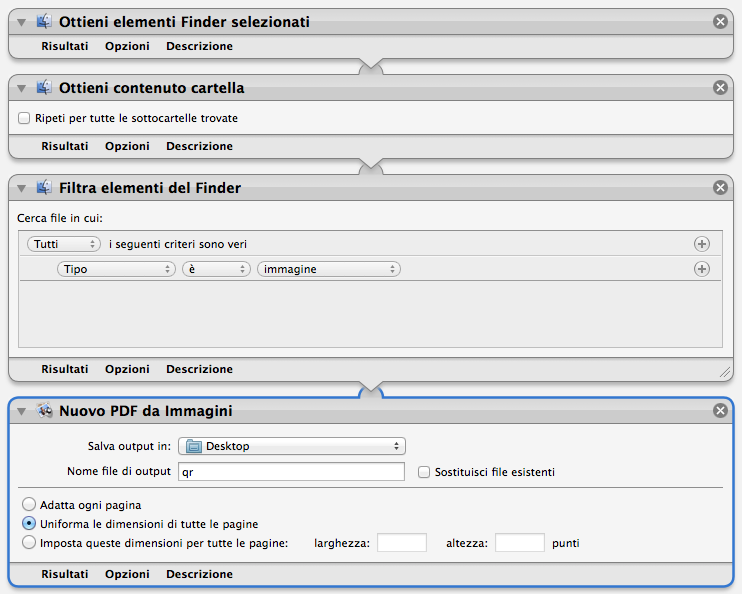 Ottieni elementi Finder selezionati
Risultati Opzioni Descrizione
Ottieni contenuto cartella
Ripeti per tutte le sottocartelle trovate
Risultati Opzioni Descrizione
Filtra elementi del Finder
Cerca file in cui:
Tutti i seguenti criteri sono veri
Tipo è immagine
Risultati Opzioni Descrizione
Nuovo PDF da Immagini
Salva output in: Desktop
Nome file di output qr Sostituisci file esistenti
Adatta ogni pagina
Uniforma le dimensioni di tutte le pagine
Imposta queste dimensioni per tutte le pagine: larghezza: altezza: punti
Risultati Opzioni Descrizione